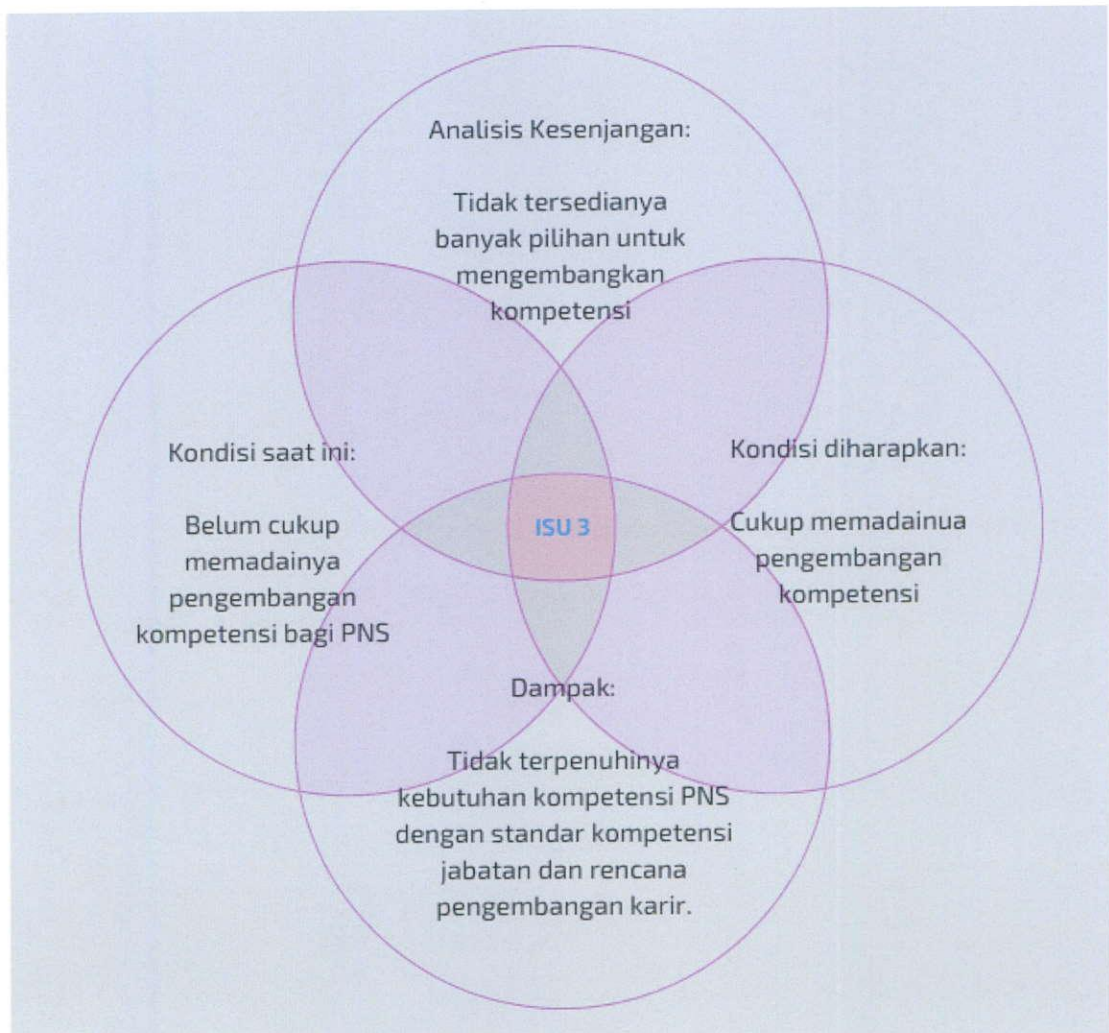 Analisis Kesenjangan:
Tidak tersedianya
banyak pilihan untuk
mengembangkan
kompetensi
Kondisi saat ini:
Belum cukup
memadainya
pengembangan
kompetensi bagi PNS
ISU 3
Kondisi diharapkan:
Cukup memadainua
pengembangan
kompetensi
Dampak:
Tidak terpenuhinya
kebutuhan kompetensi PNS
dengan standar kompetensi
jabatan dan rencana
pengembangan karir.